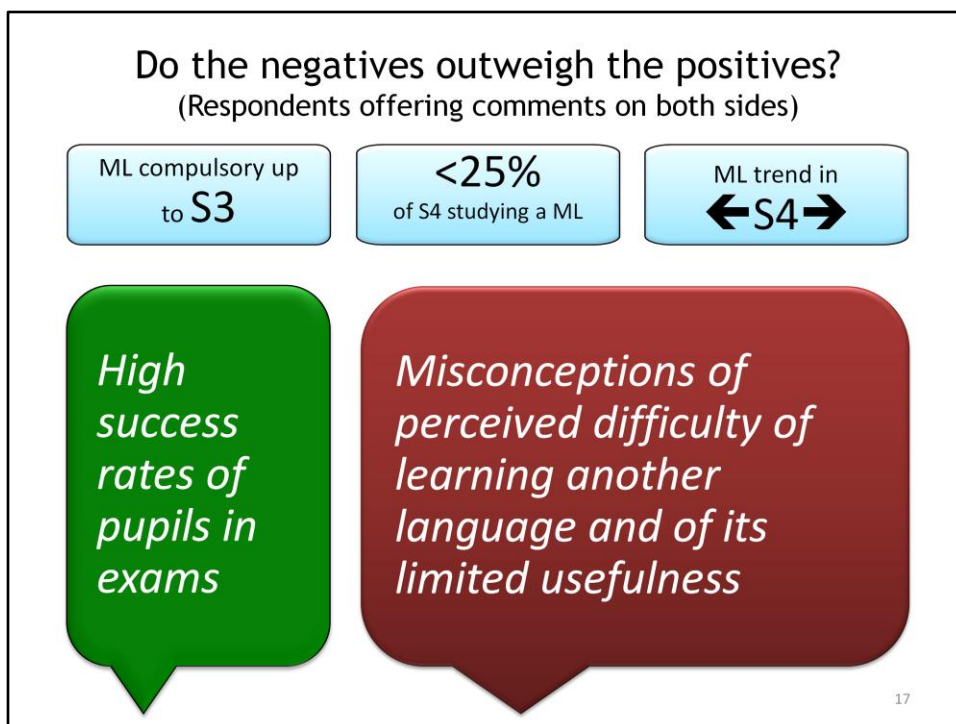 Do the negatives outweigh the positives?
(Respondents offering comments on both sides)
ML compulsory up
to S3
<25%
of S4 studying a ML
ML trend in
🡸S4🡺
High
success
rates of
pupils in
exams
Misconceptions of
perceived difficulty of
learning another
language and of its
limited usefulness
17